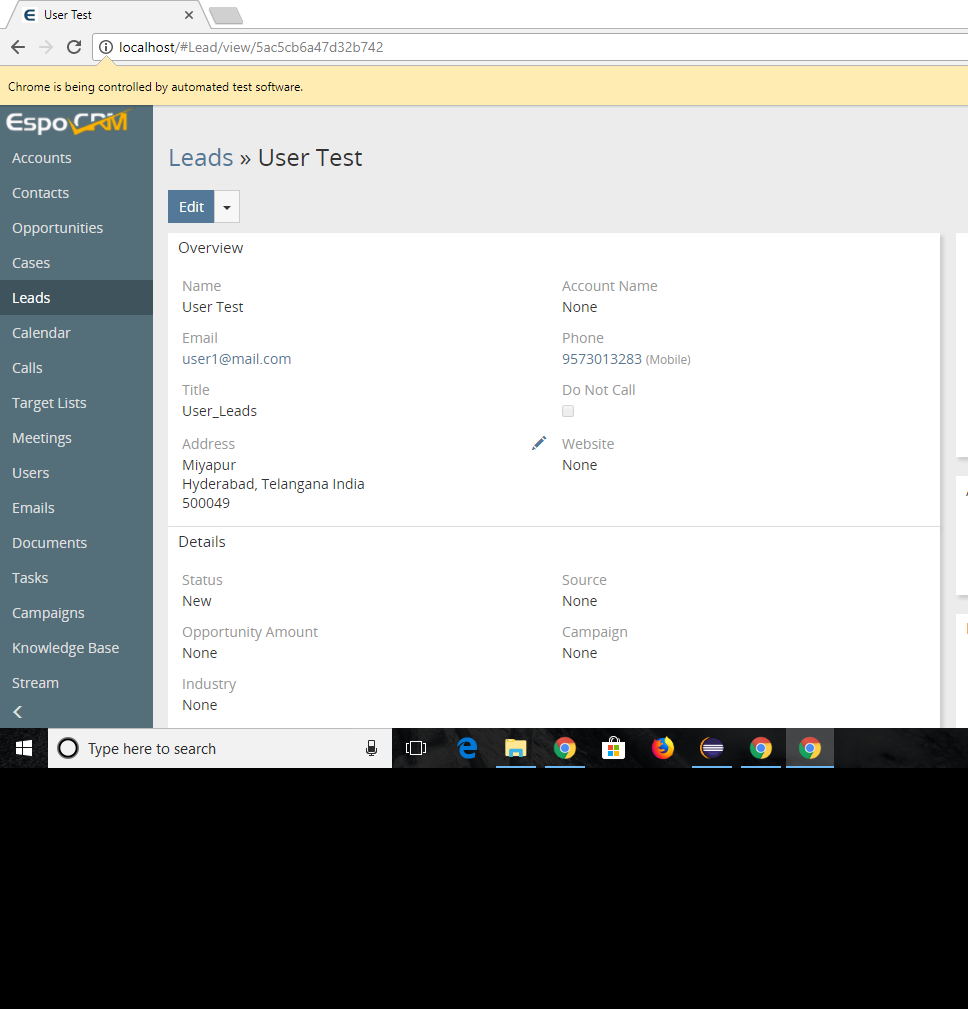 User Test
localhost/#Lead/view/5ac5cb6a47d32b742
Chrome is being controlled by automated test software.
EspoCRM
Accounts
Contacts
Opportunities
Cases
Leads
Calendar
Calls
Target Lists
Meetings
Users
Emails
Documents
Tasks
Campaigns
Knowledge Base
Stream
Leads » User Test
Edit
Overview
Name
User Test
Account Name
None
Email
user1@mail.com
Phone
9573013283 (Mobile)
Title
User_Leads
Do Not Call
Address
Miyapur
Hyderabad, Telangana India
500049
Website
None
Details
Status
New
Source
None
Opportunity Amount
None
Campaign
None
Industry
None
Type here to search